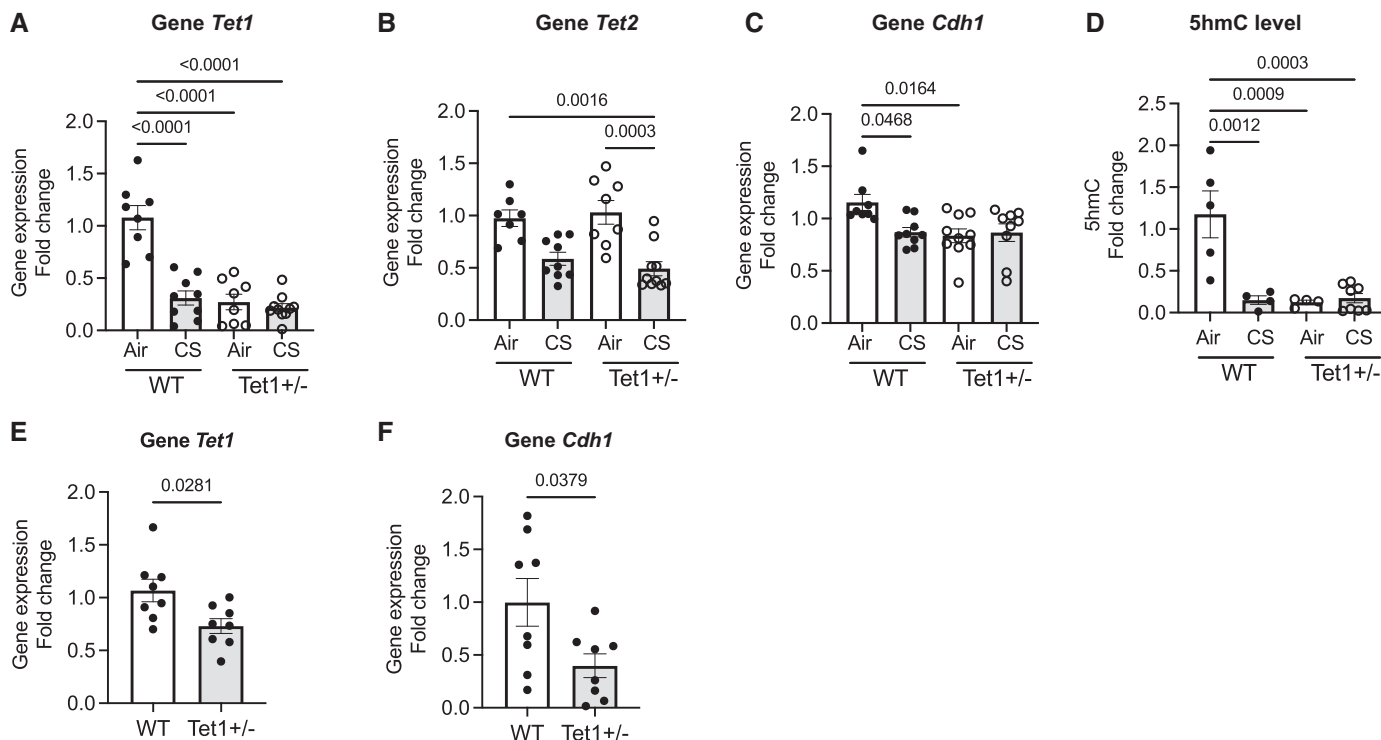 A
Gene Tet1
<0.0001
<0.0001
<0.0001
Gene expression
Fold change
2.0
1.5
1.0
0.5
0.0
Air CS Air CS
WT Tet1+/-
B
Gene Tet2
0.0016
0.0003
Gene expression
Fold change
2.0
1.5
1.0
0.5
0.0
Air CS Air CS
WT Tet1+/-
C
Gene Cdh1
0.0164
0.0468
Gene expression
Fold change
2.0
1.5
1.0
0.5
0.0
Air CS Air CS
WT Tet1+/-
D
5hmC level
0.0003
0.0009
0.0012
5hmC
Fold change
2.5
2.0
1.5
1.0
0.5
0.0
Air CS Air CS
WT Tet1+/-
E
Gene Tet1
0.0281
Gene expression
Fold change
2.0
1.5
1.0
0.5
0.0
WT Tet1+/-
F
Gene Cdh1
0.0379
Gene expression
Fold change
2.0
1.5
1.0
0.5
0.0
WT Tet1+/-